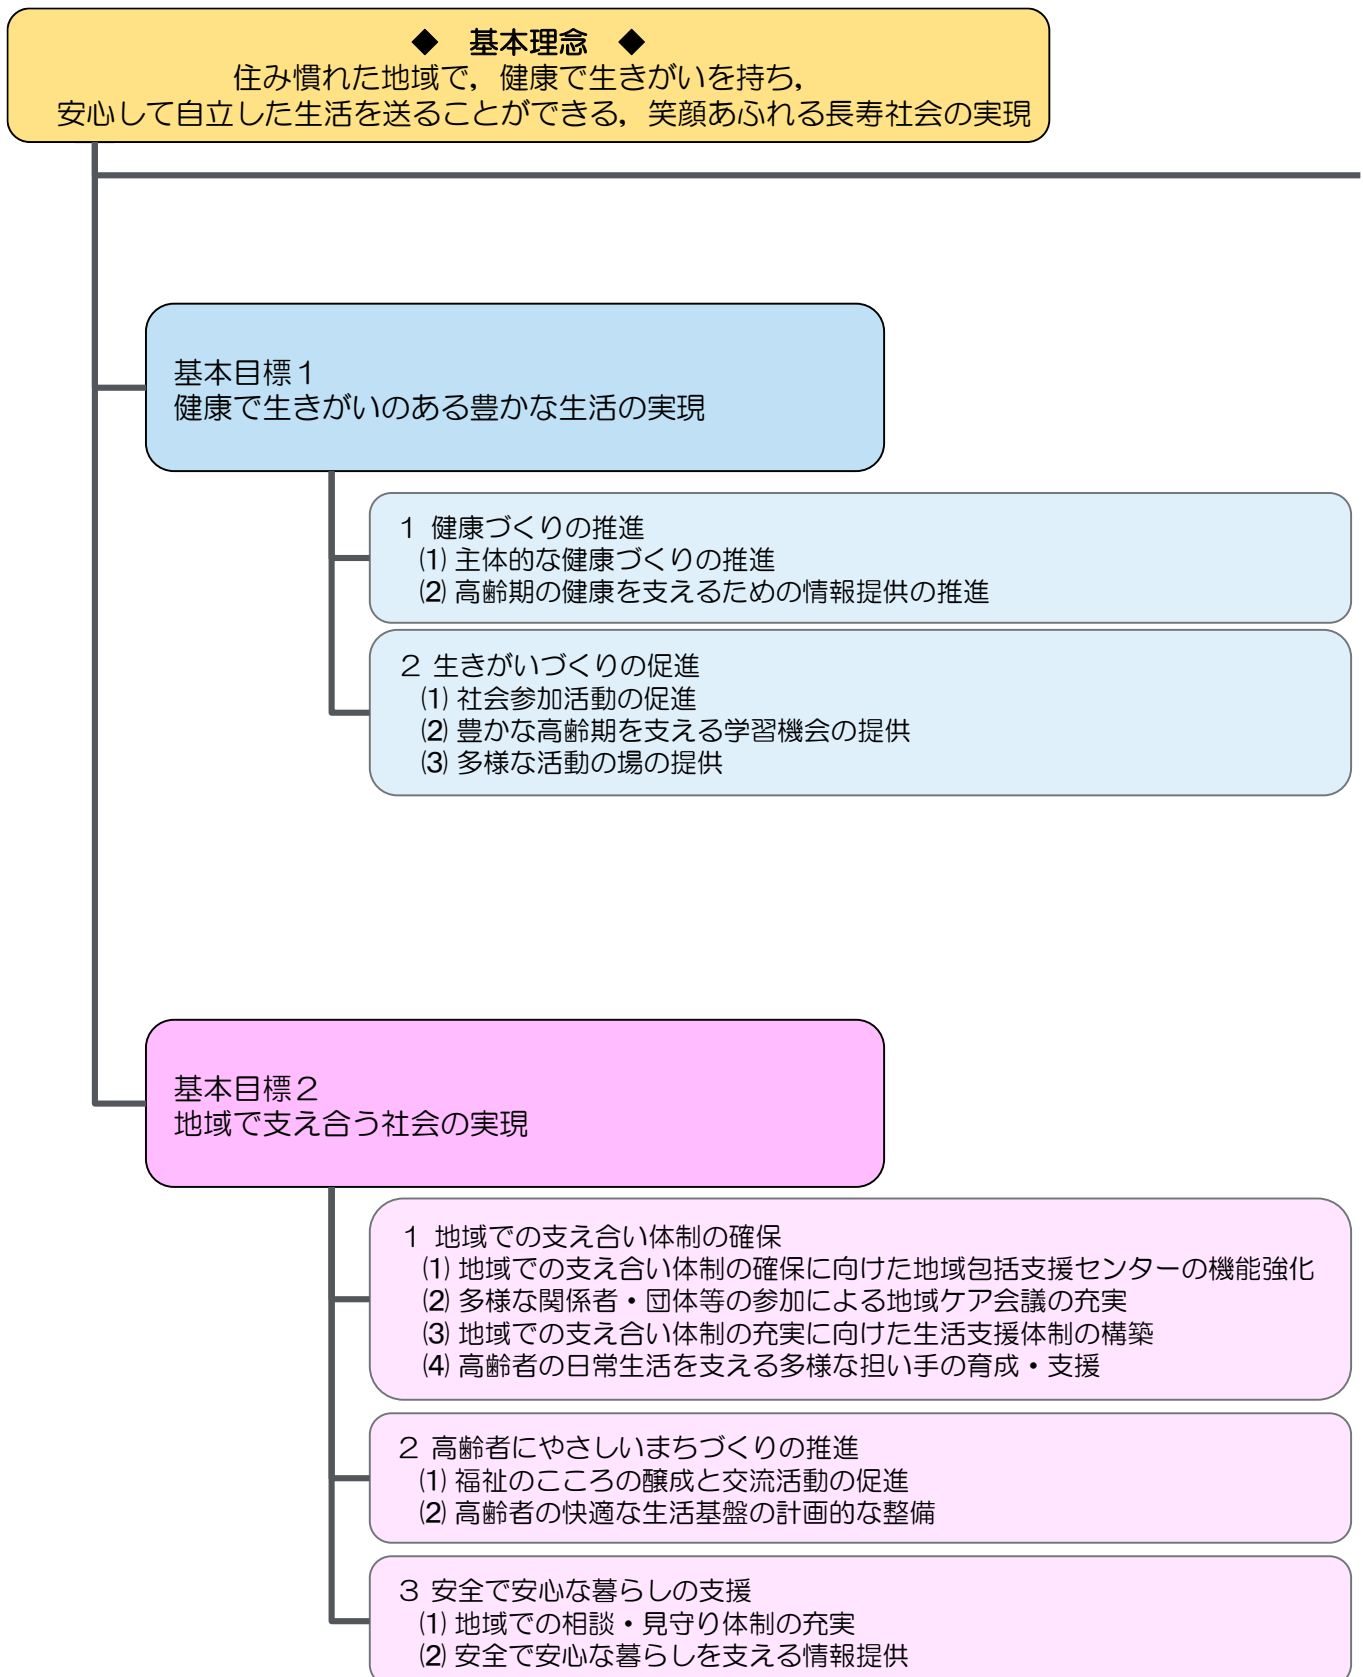 ◆ 基本理念 ◆
住み慣れた地域で，健康で生きがいを持ち，
安心して自立した生活を送ることができる，笑顔あふれる長寿社会の実現
基本目標１
健康で生きがいのある豊かな生活の実現
１ 健康づくりの推進
⑴ 主体的な健康づくりの推進
⑵ 高齢期の健康を支えるための情報提供の推進
２ 生きがいづくりの促進
⑴ 社会参加活動の促進
⑵ 豊かな高齢期を支える学習機会の提供
⑶ 多様な活動の場の提供
基本目標２
地域で支え合う社会の実現
１ 地域での支え合い体制の確保
⑴ 地域での支え合い体制の確保に向けた地域包括支援センターの機能強化
⑵ 多様な関係者・団体等の参加による地域ケア会議の充実
⑶ 地域での支え合い体制の充実に向けた生活支援体制の構築
⑷ 高齢者の日常生活を支える多様な担い手の育成・支援
２ 高齢者にやさしいまちづくりの推進
⑴ 福祉のこころの醸成と交流活動の促進
⑵ 高齢者の快適な生活基盤の計画的な整備
３ 安全で安心な暮らしの支援
⑴ 地域での相談・見守り体制の充実
⑵ 安全で安心な暮らしを支える情報提供